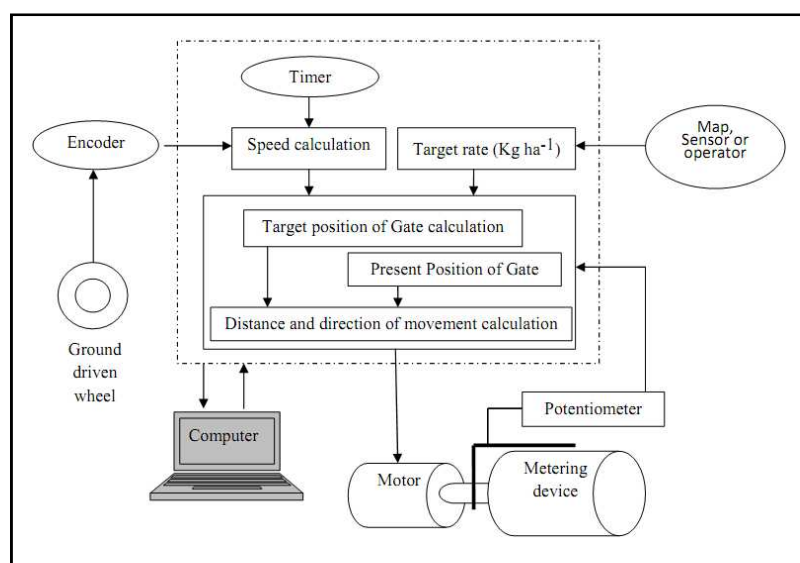 Timer
Encoder
Speed calculation
Target rate (Kg ha-1)
Map,
Sensor or
operator
Target position of Gate calculation
Present Position of Gate
Distance and direction of movement calculation
Ground
driven
wheel
Computer
Potentiometer
Motor
Metering
device